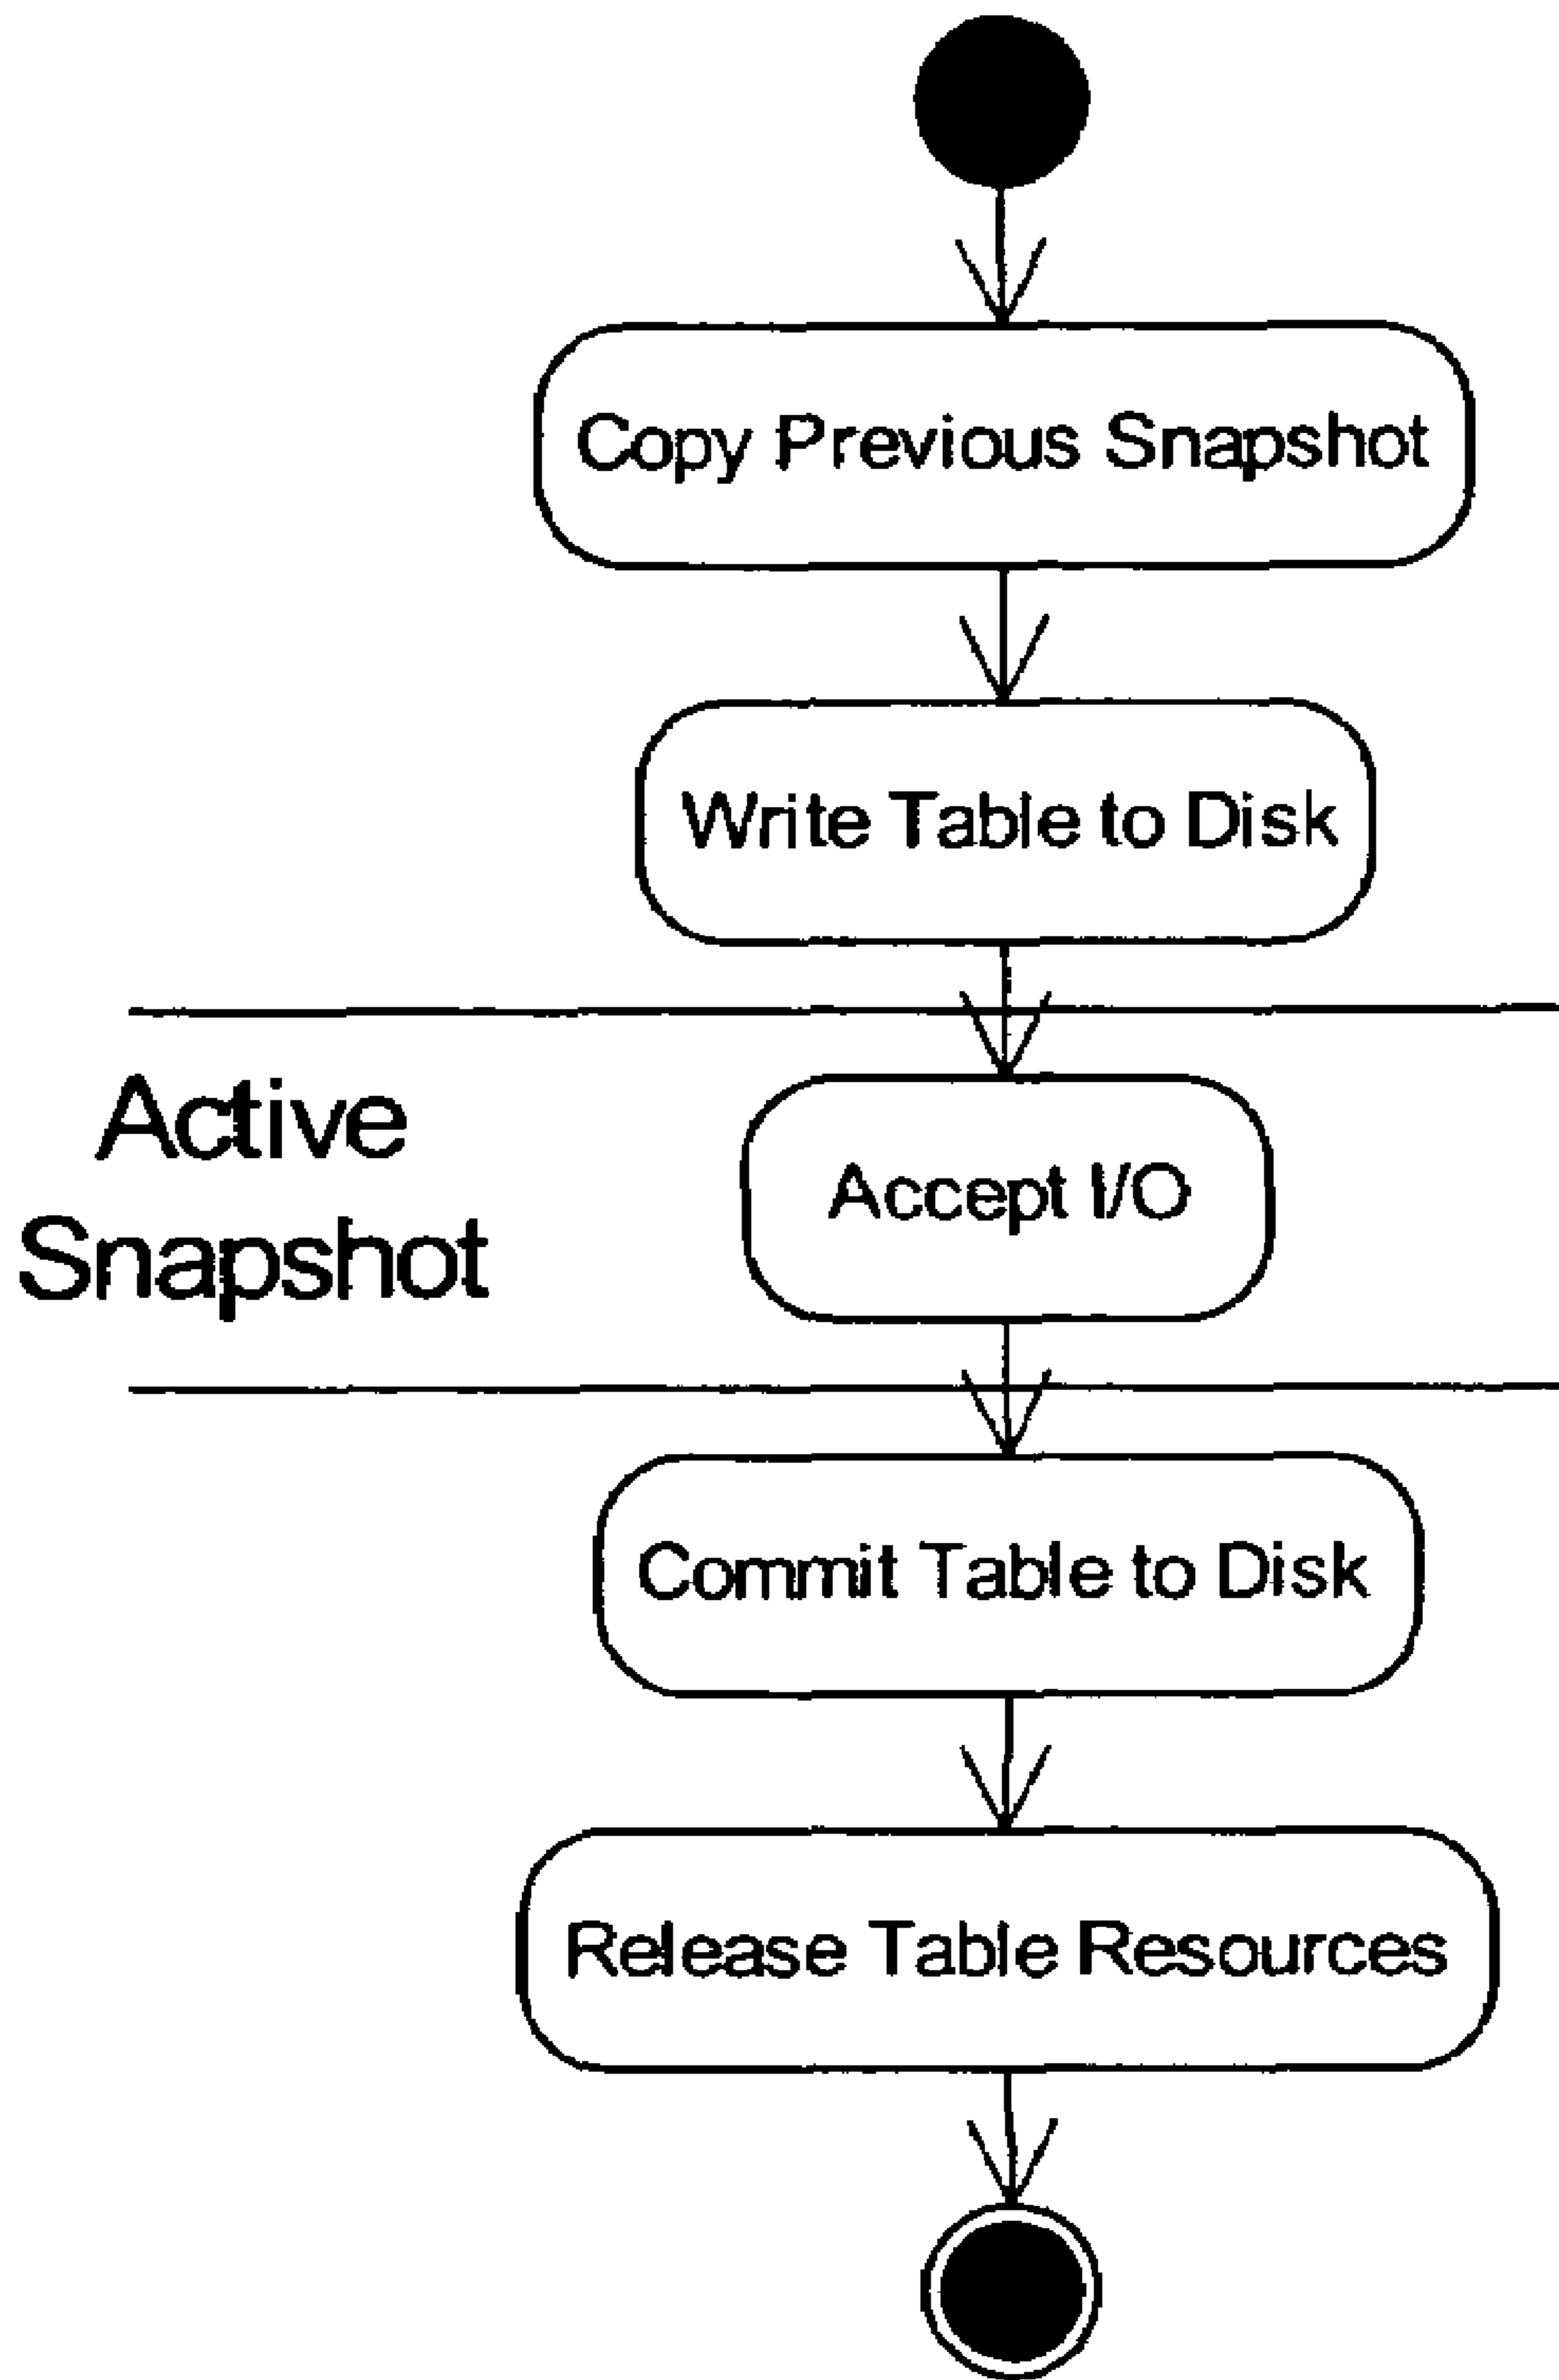 Copy Previous Snapshot
Write Table to Disk
Active
Snapshot
Accept I/O
Commit Table to Disk
Release Table Resources